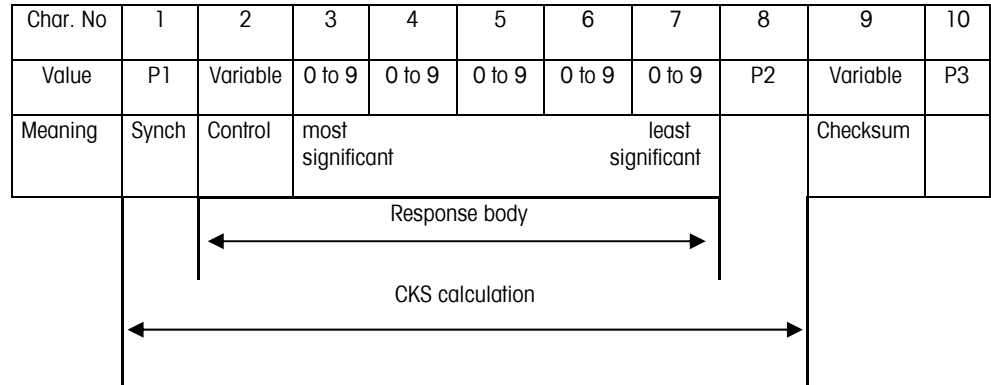 Char. No 1 2 3 4 5 6 7 8 9 10
Value P1 Variable 0 to 9 0 to 9 0 to 9 0 to 9 0 to 9 P2 Variable P3
Meaning Synch Control most least Checksum
significant significant
Response body
CKS calculation